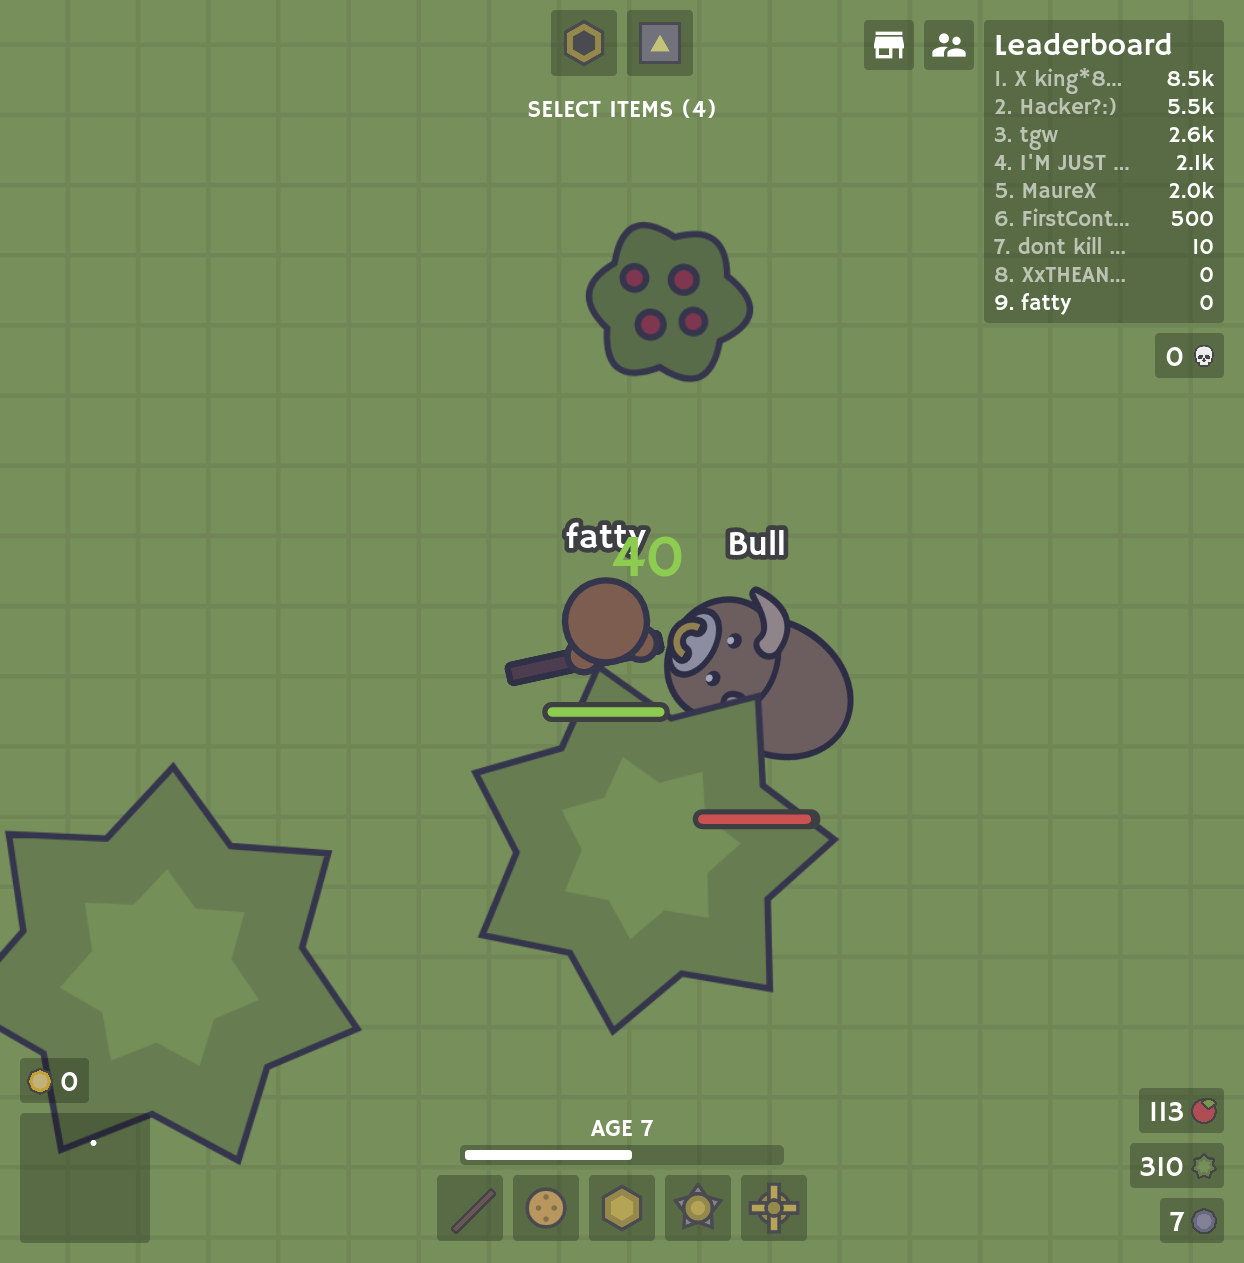 SELECT ITEMS (4)
Leaderboard
1. X king*8... 8.5k
2. Hacker?:) 5.5k
3. tgw 2.6k
4. I'M JUST ... 2.1k
5. MaureX 2.0k
6. FirstCont... 500
7. dont kill ... 10
8. XxTHEAN... 0
9. fatty 0
0
fatty
40
Bull
0
AGE 7
113
310
7